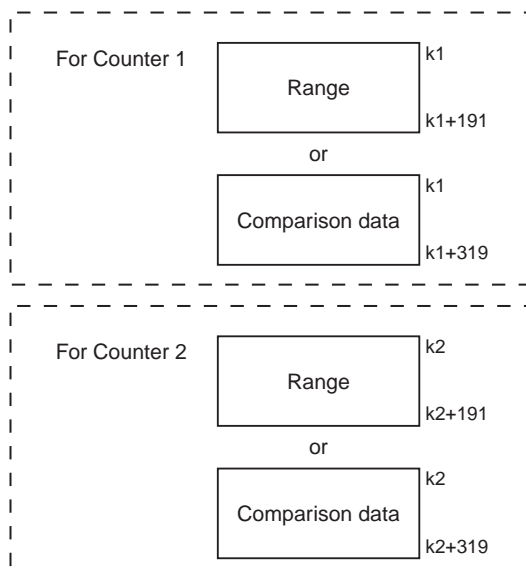 For Counter 1
k1
Range
k1+191
or
k1
Comparison data
k1+319
For Counter 2
k2
Range
k2+191
or
k2
Comparison data
k2+319